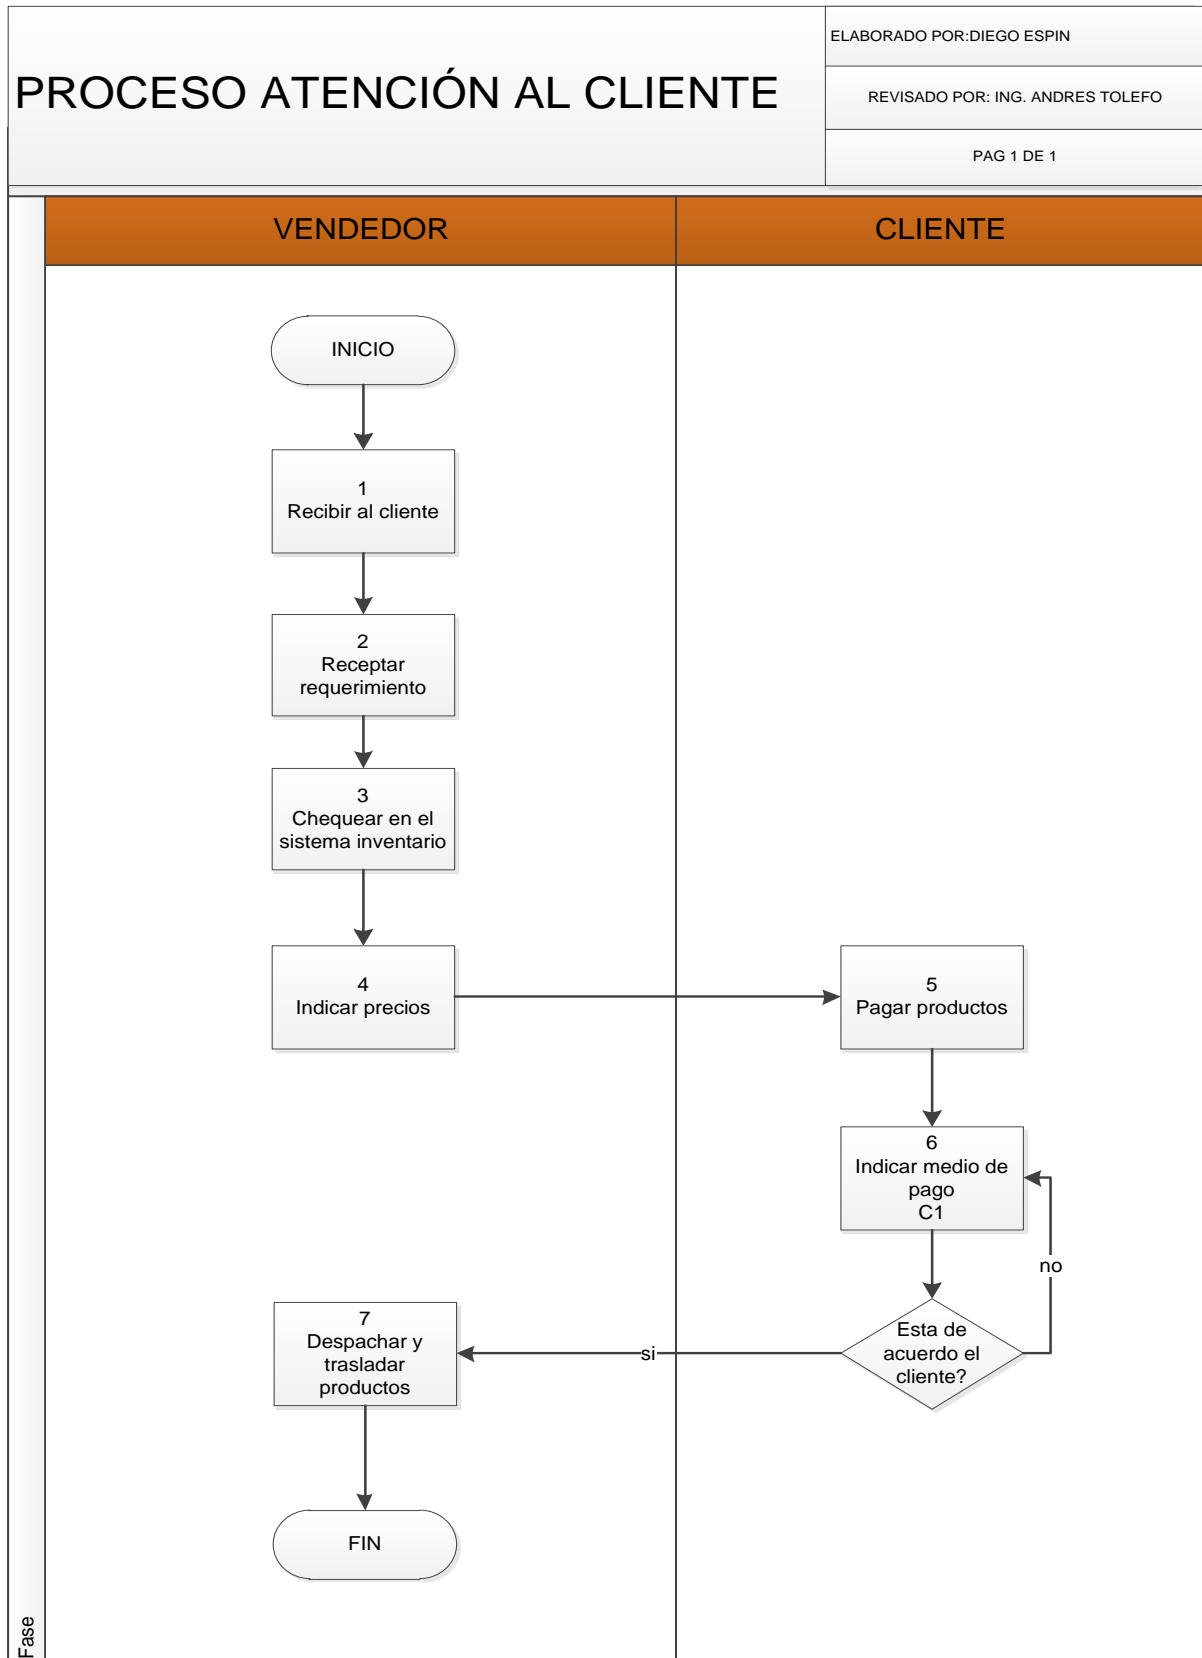 PROCESO ATENCIÓN AL CLIENTE
ELABORADO POR:DIEGO ESPIN
REVISADO POR: ING. ANDRES TOLEFO
PAG 1 DE 1
VENDEDOR
CLIENTE
INICIO
1
Recibir al cliente
2
Receptar
requerimiento
3
Chequear en el
sistema inventario
4
Indicar precios
5
Pagar productos
6
Indicar medio de
pago
C1
no
Esta de
acuerdo el
cliente?
si
7
Despachar y
trasladar
productos
FIN
Fase